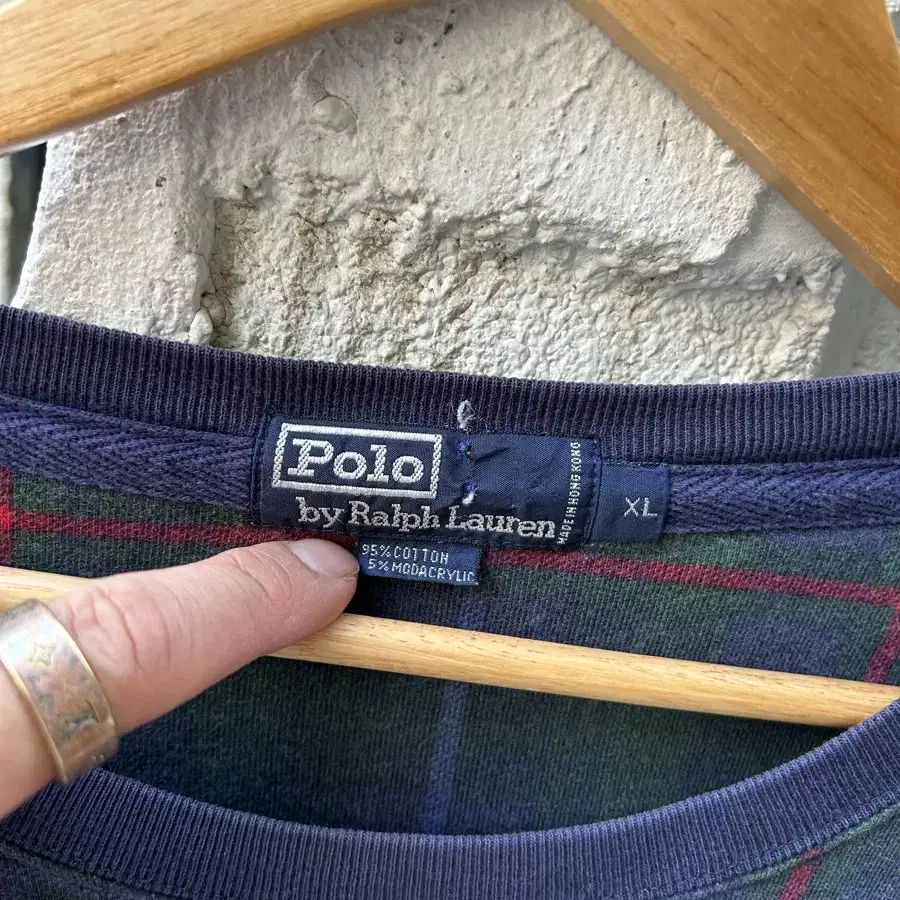 Polo
by Ralph Lauren
MADE IN HONG KONG
XL
95% COTTON
5% MODACRYLIC